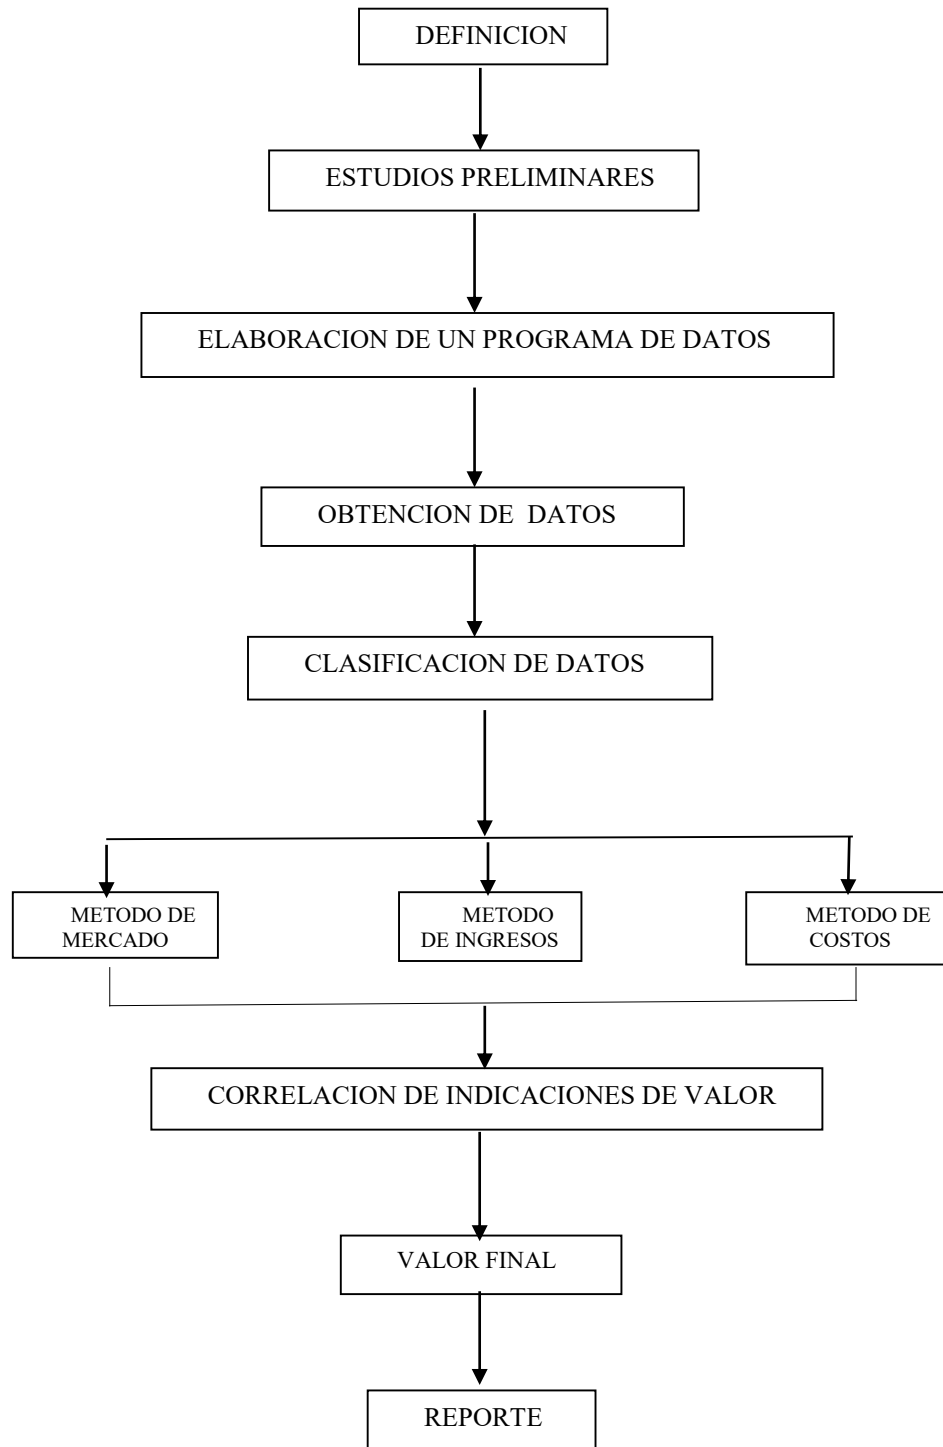 DEFINICION
ESTUDIOS PRELIMINARES
ELABORACION DE UN PROGRAMA DE DATOS
OBTENCION DE DATOS
CLASIFICACION DE DATOS
METODO DE
MERCADO
METODO
DE INGRESOS
METODO DE
COSTOS
CORRELACION DE INDICACIONES DE VALOR
VALOR FINAL
REPORTE